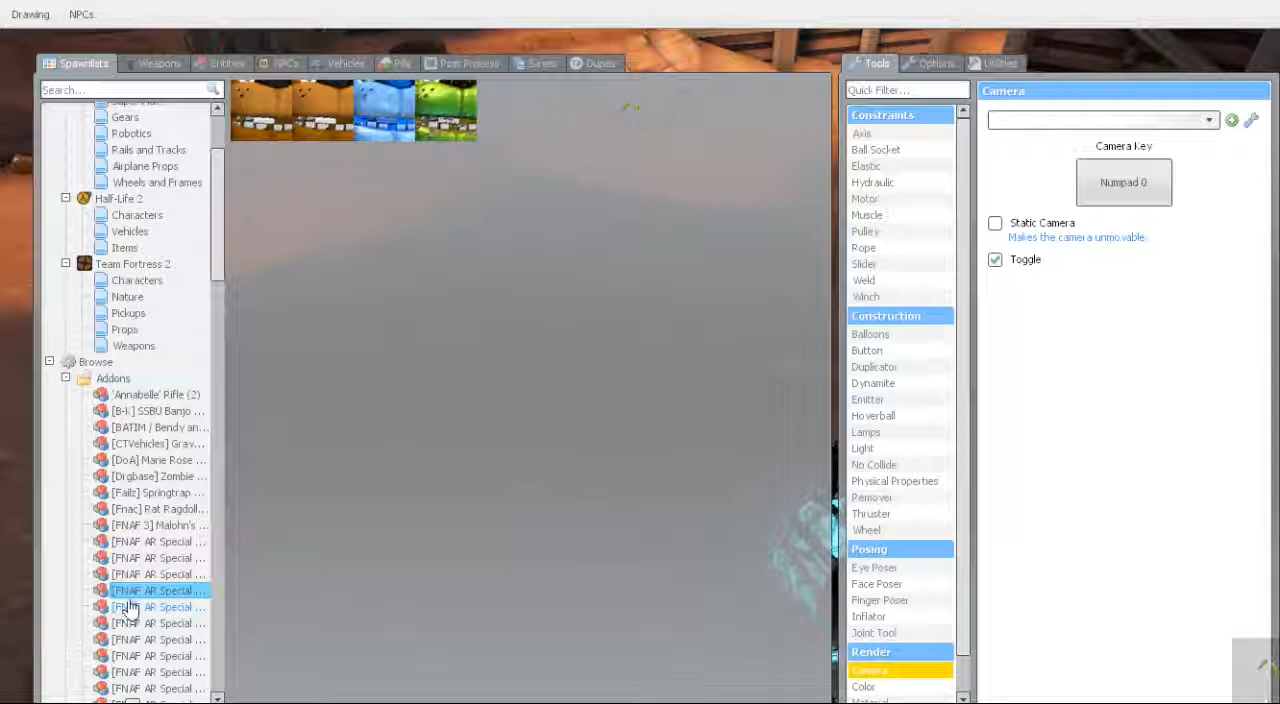 Drawing NPCs
Spawnlists Weapons Entities NPCs Vehicles Pills Post Process Saves Dupes
Search...
Gears
Robotics
Rails and Tracks
Airplane Props
Wheels and Frames
Half-Life 2
Characters
Vehicles
Items
Team Fortress 2
Characters
Nature
Pickups
Props
Weapons
Browse
Addons
'Annabelle' Rifle (2)
[B-K] SSBU Banjo ...
[BATIM / Bendy an...
[CTVehicles] Grav...
[DoA] Marie Rose ...
[Drgbase] Zombie ...
[Failz] Springtrap ...
[Fnac] Rat Ragdoll...
[FNAF 3] Malohn's ...
[FNAF AR Special ...
[FNAF AR Special ...
[FNAF AR Special ...
[FNAF AR Special ...
[FNAF AR Special ...
[FNAF AR Special ...
[FNAF AR Special ...
[FNAF AR Special ...
[FNAF AR Special ...
[FNAF AR Special ...
Tools Options Utilities
Quick Filter...
Constraints
Axis
Ball Socket
Elastic
Hydraulic
Motor
Muscle
Pulley
Rope
Slider
Weld
Winch
Construction
Balloons
Button
Duplicator
Dynamite
Emitter
Hoverball
Lamps
Light
No Collide
Physical Properties
Remover
Thruster
Wheel
Posing
Eye Poser
Face Poser
Finger Poser
Inflator
Joint Tool
Render
Camera
Color
Material
Camera
Camera Key
Numpad 0
Static Camera
Makes the camera unmovable.
Toggle